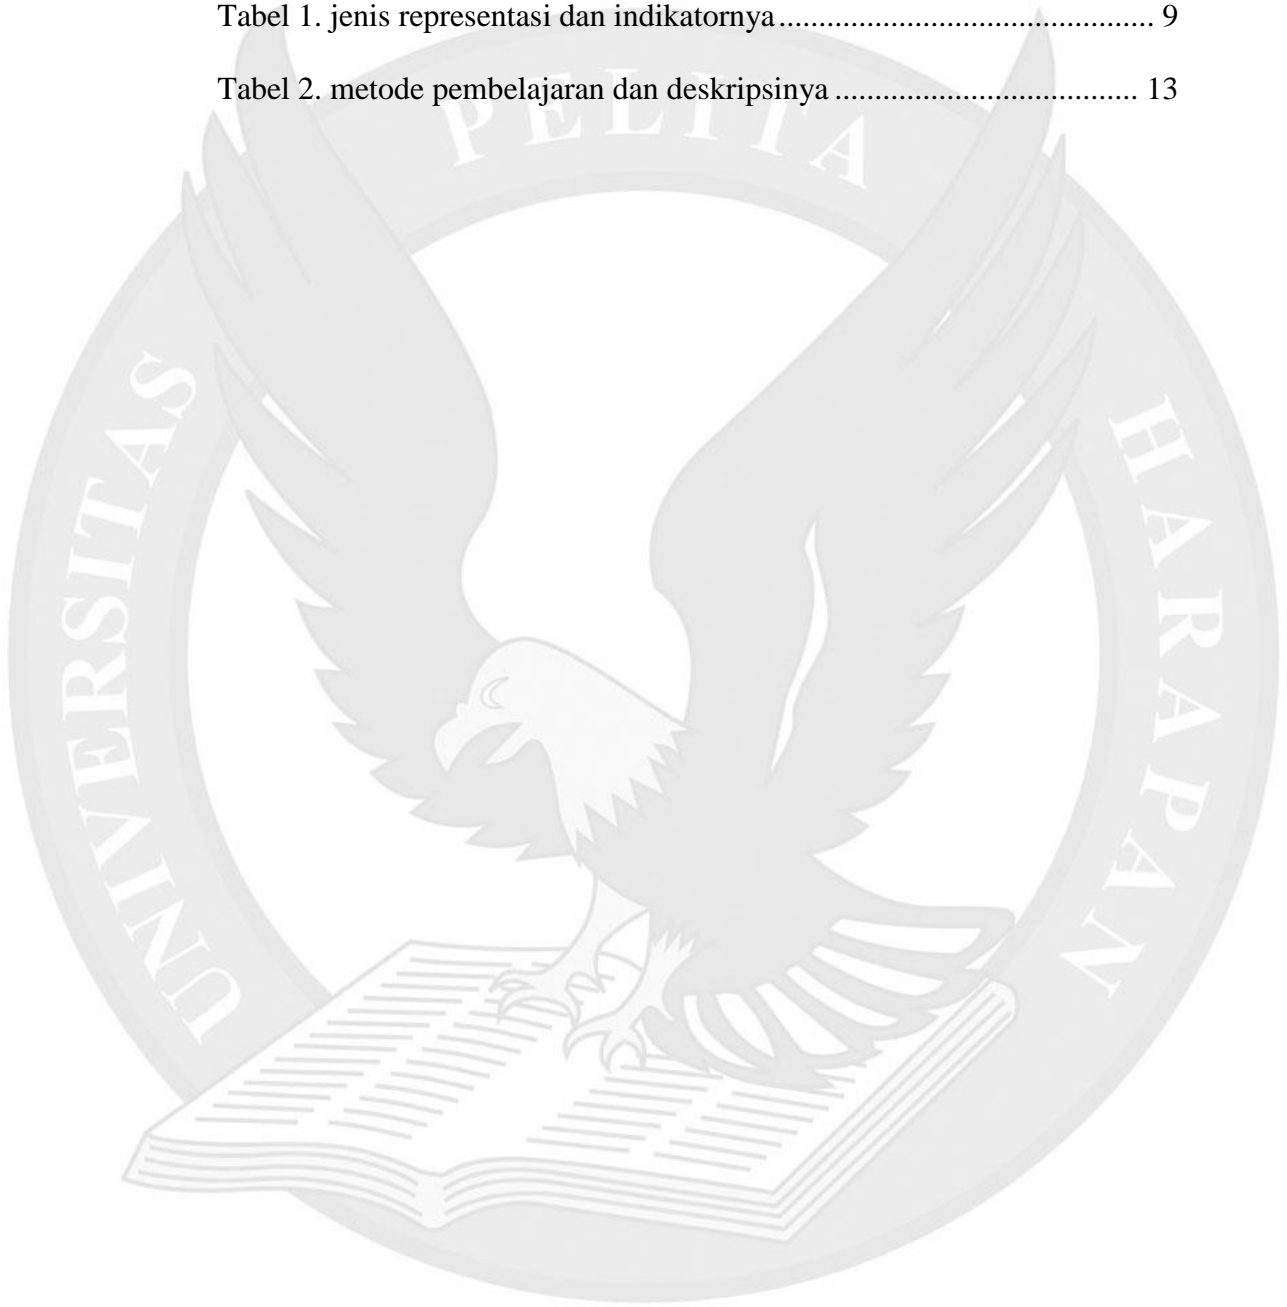 Tabel 1. jenis representasi dan indikatornya............................................... 9
Tabel 2. metode pembelajaran dan deskripsinya ...................................... 13
UNIVERSITAS PELITA HARAPAN